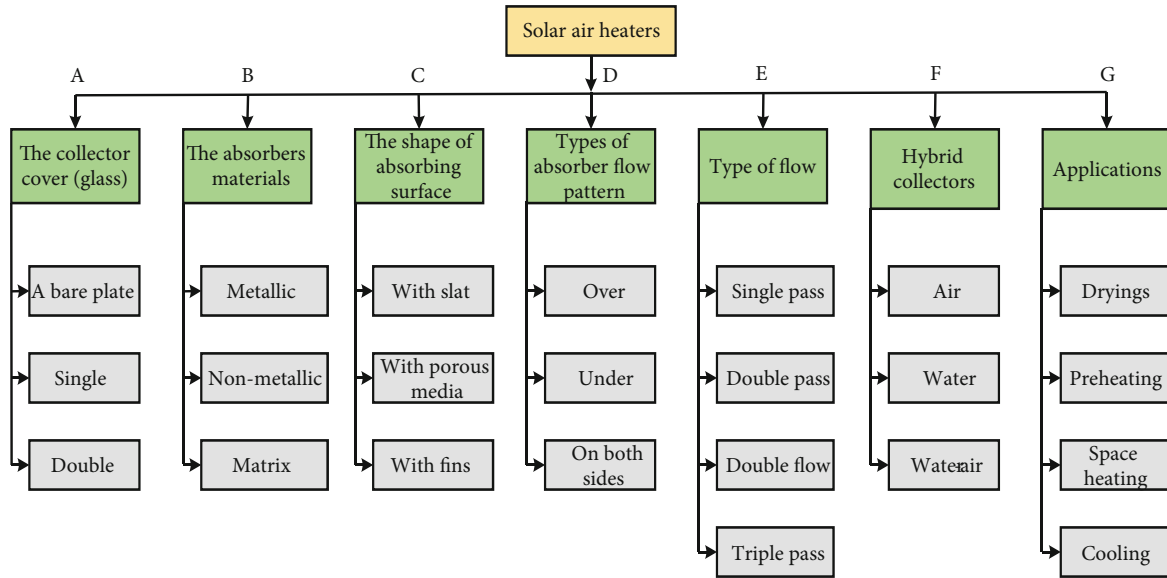 Solar air heaters
A
B
C
D
E
F
G
The collector
cover (glass)
The absorbers
materials
The shape of
absorbing
surface
Types of
absorber flow
pattern
Type of flow
Hybrid
collectors
Applications
A bare plate
Single
Double
Metallic
Non-metallic
Matrix
With slat
With porous
media
With fins
Over
Under
On both
sides
Single pass
Double pass
Double flow
Triple pass
Air
Water
Water-air
Dryings
Preheating
Space
heating
Cooling